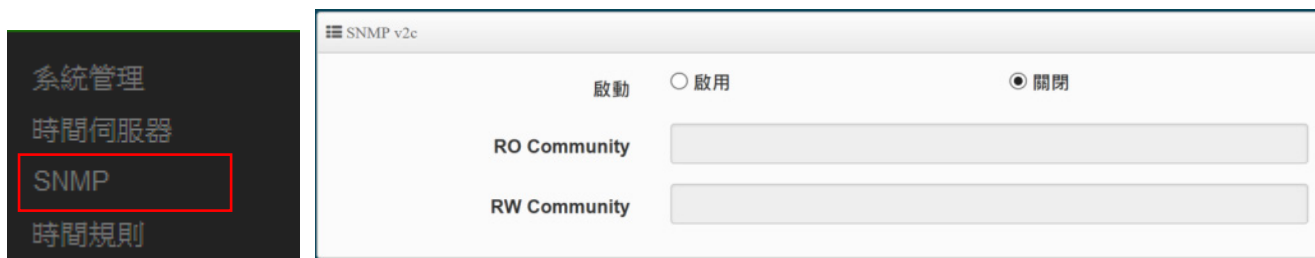 系統管理
時間伺服器
SNMP
時間規則
SNMP v2c
啟動 啟用 關閉
RO Community
RW Community